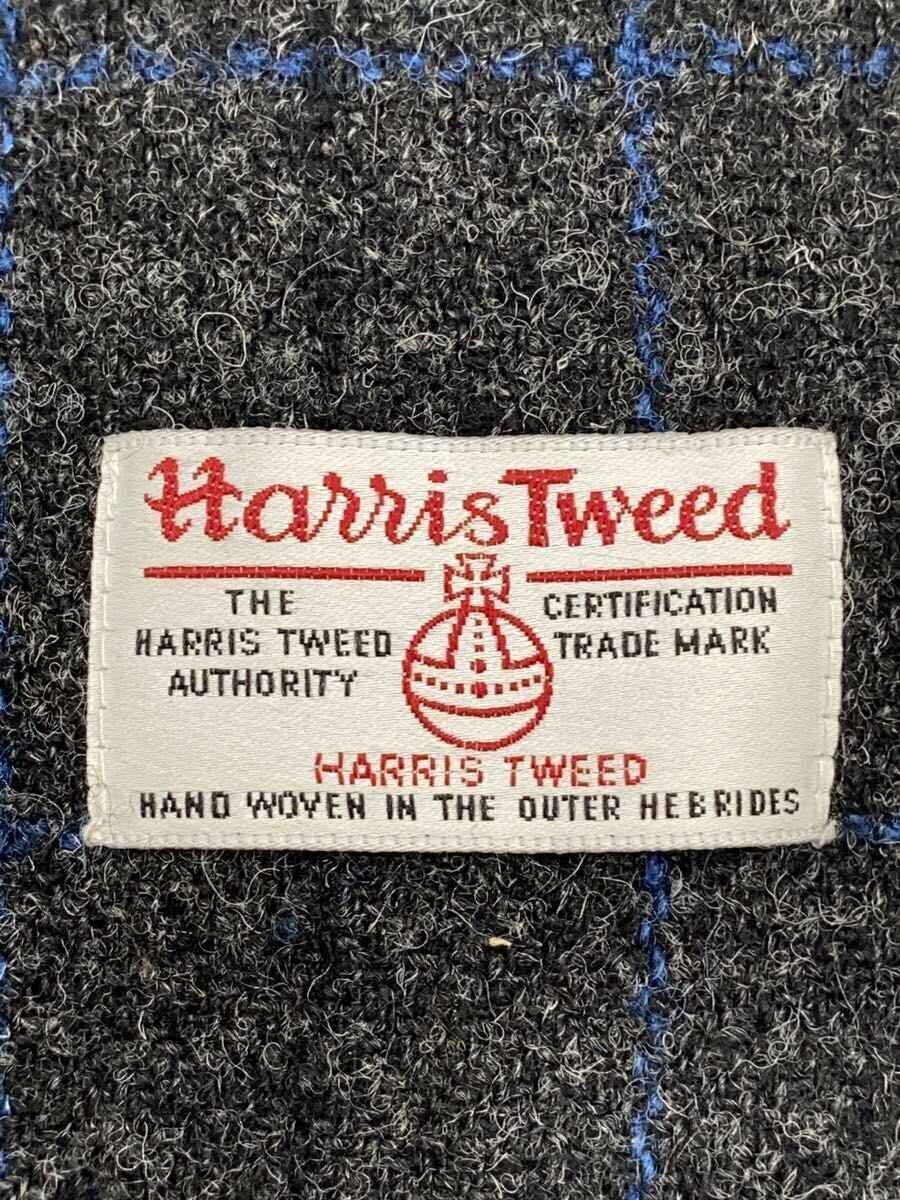 Harris Tweed
THE
HARRIS TWEED
AUTHORITY
CERTIFICATION
TRADE MARK
HARRIS TWEED
HAND WOVEN IN THE OUTER HEBRIDES